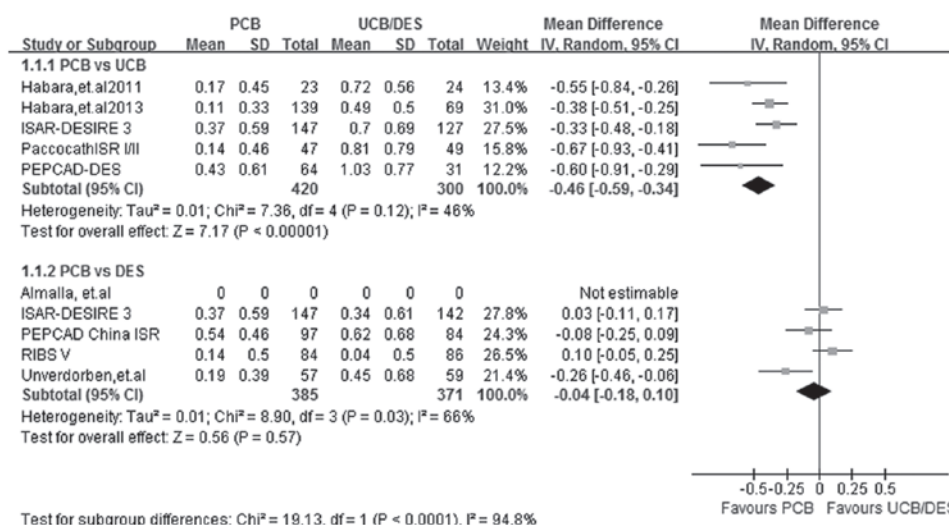 PCB UCB/DES Mean Difference Mean Difference
Study or Subgroup Mean SD Total Mean SD Total Weight IV, Random, 95% CI IV, Random, 95% CI
1.1.1 PCB vs UCB
Habara,et.al2011 0.17 0.45 23 0.72 0.56 24 13.4% -0.55 [-0.84, -0.26]
Habara,et.al2013 0.11 0.33 139 0.49 0.5 69 31.0% -0.38 [-0.51, -0.25]
ISAR-DESIRE 3 0.37 0.59 147 0.7 0.69 127 27.5% -0.33 [-0.48, -0.18]
PaccocathISR I/II 0.14 0.46 47 0.81 0.79 49 15.8% -0.67 [-0.93, -0.41]
PEPCAD-DES 0.43 0.61 64 1.03 0.77 31 12.2% -0.60 [-0.91, -0.29]
Subtotal (95% CI) 420 300 100.0% -0.46 [-0.59, -0.34]
Heterogeneity: Tau² = 0.01; Chi² = 7.36, df = 4 (P = 0.12); I² = 46%
Test for overall effect: Z = 7.17 (P < 0.00001)
1.1.2 PCB vs DES
Almalla, et.al 0 0 0 0 0 0 Not estimable
ISAR-DESIRE 3 0.37 0.59 147 0.34 0.61 142 27.8% 0.03 [-0.11, 0.17]
PEPCAD China ISR 0.54 0.46 97 0.62 0.68 84 24.3% -0.08 [-0.25, 0.09]
RIBS V 0.14 0.5 84 0.04 0.5 86 26.5% 0.10 [-0.05, 0.25]
Unverdorben,et.al 0.19 0.39 57 0.45 0.68 59 21.4% -0.26 [-0.46, -0.06]
Subtotal (95% CI) 385 371 100.0% -0.04 [-0.18, 0.10]
Heterogeneity: Tau² = 0.01; Chi² = 8.90, df = 3 (P = 0.03); I² = 66%
Test for overall effect: Z = 0.56 (P = 0.57)
-0.5 -0.25 0 0.25 0.5
Favours PCB Favours UCB/DES
Test for subgroup differences: Chi² = 19.13, df = 1 (P < 0.0001), I² = 94.8%